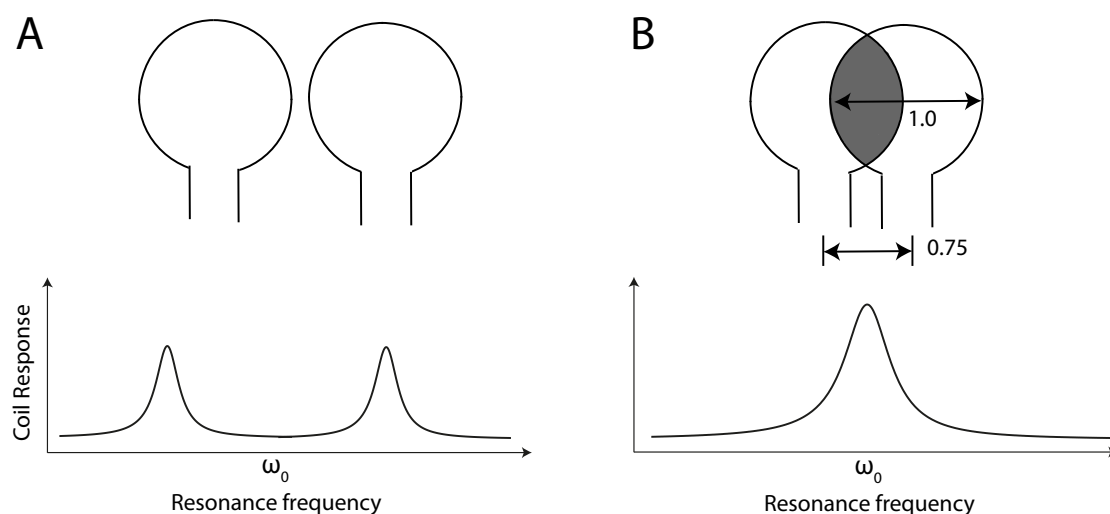 A
B
1.0
0.75
Coil Response
ω0
Resonance frequency
ω0
Resonance frequency